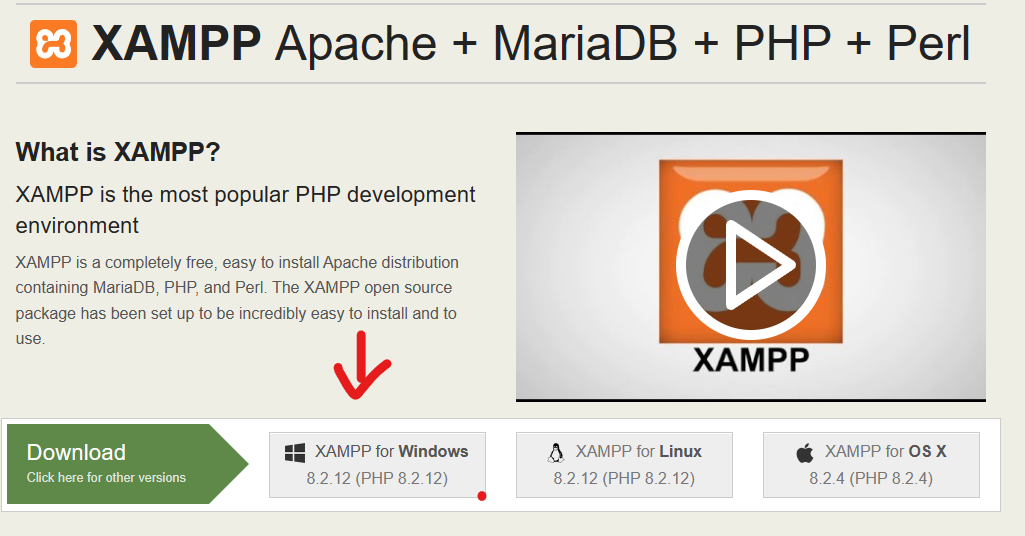 XAMPP Apache + MariaDB + PHP + Perl
What is XAMPP?
XAMPP is the most popular PHP development
environment
XAMPP is a completely free, easy to install Apache distribution
containing MariaDB, PHP, and Perl. The XAMPP open source
package has been set up to be incredibly easy to install and to
use.
XAMPP
Download
Click here for other versions
XAMPP for Windows
8.2.12 (PHP 8.2.12)
XAMPP for Linux
8.2.12 (PHP 8.2.12)
XAMPP for OS X
8.2.4 (PHP 8.2.4)